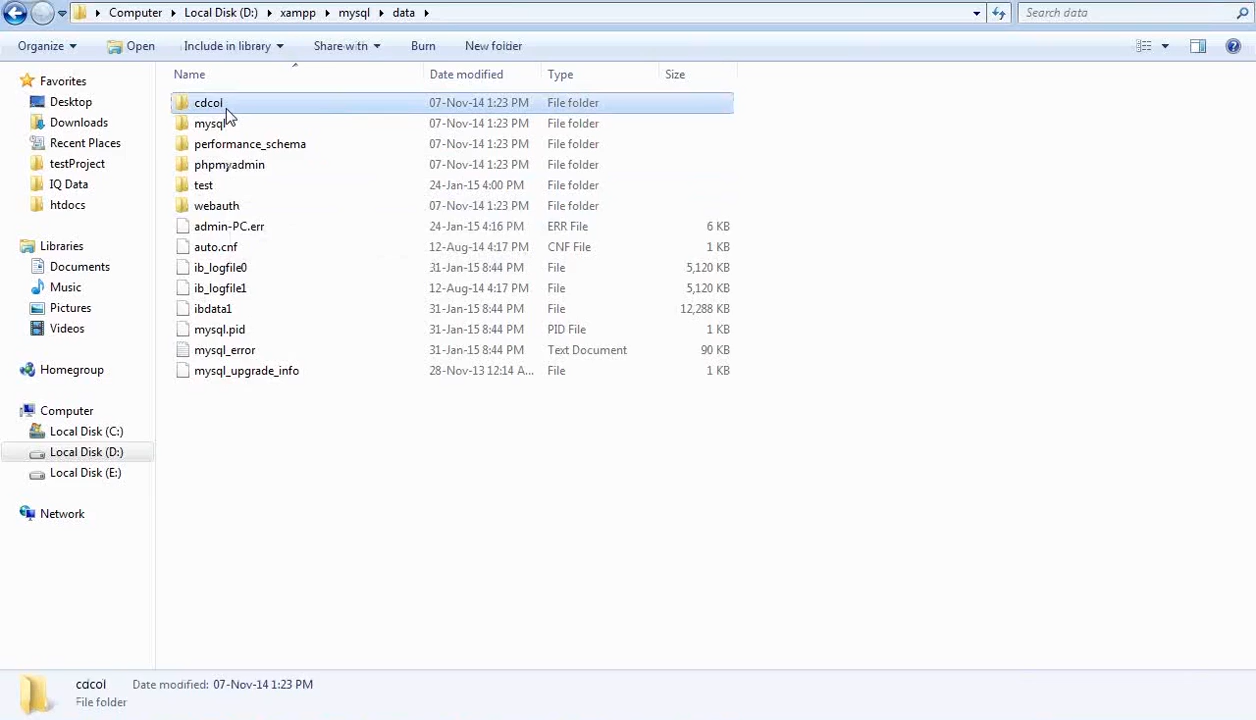 Computer Local Disk (D:) xampp mysql data Search data
Organize Open Include in library Share with Burn New folder
Name Date modified Type Size
Favorites
Desktop
Downloads
Recent Places
testProject
IQ Data
htdocs
Libraries
Documents
Music
Pictures
Videos
Homegroup
Computer
Local Disk (C:)
Local Disk (D:)
Local Disk (E:)
Network
cdcol 07-Nov-14 1:23 PM File folder
mysql 07-Nov-14 1:23 PM File folder
performance_schema 07-Nov-14 1:23 PM File folder
phpmyadmin 07-Nov-14 1:23 PM File folder
test 24-Jan-15 4:00 PM File folder
webauth 07-Nov-14 1:23 PM File folder
admin-PC.err 24-Jan-15 4:16 PM ERR File 6 KB
auto.cnf 12-Aug-14 4:17 PM CNF File 1 KB
ib_logfile0 31-Jan-15 8:44 PM File 5,120 KB
ib_logfile1 12-Aug-14 4:17 PM File 5,120 KB
ibdata1 31-Jan-15 8:44 PM File 12,288 KB
mysql.pid 31-Jan-15 8:44 PM PID File 1 KB
mysql_error 31-Jan-15 8:44 PM Text Document 90 KB
mysql_upgrade_info 28-Nov-13 12:14 A... File 1 KB
cdcol Date modified: 07-Nov-14 1:23 PM
File folder